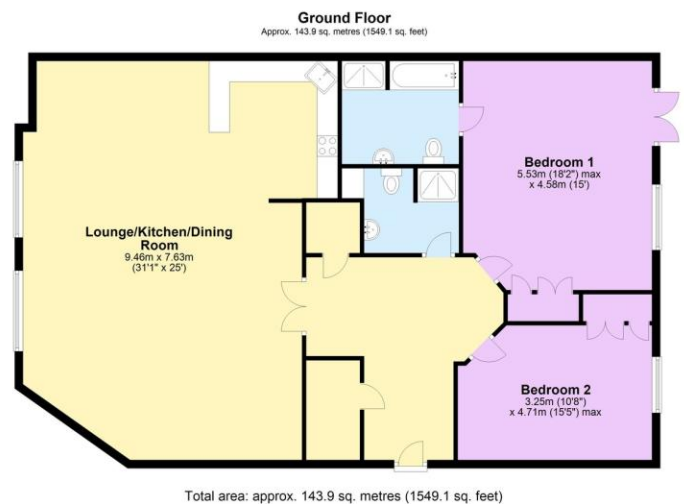 Ground Floor
Approx. 143.9 sq. metres (1549.1 sq. feet)
Bedroom 1
5.53m (18'2") max
x 4.58m (15')
Lounge/Kitchen/Dining
Room
9.46m x 7.63m
(31'1" x 25')
Bedroom 2
3.25m (10'8")
x 4.71m (15'5") max
Total area: approx. 143.9 sq. metres (1549.1 sq. feet)